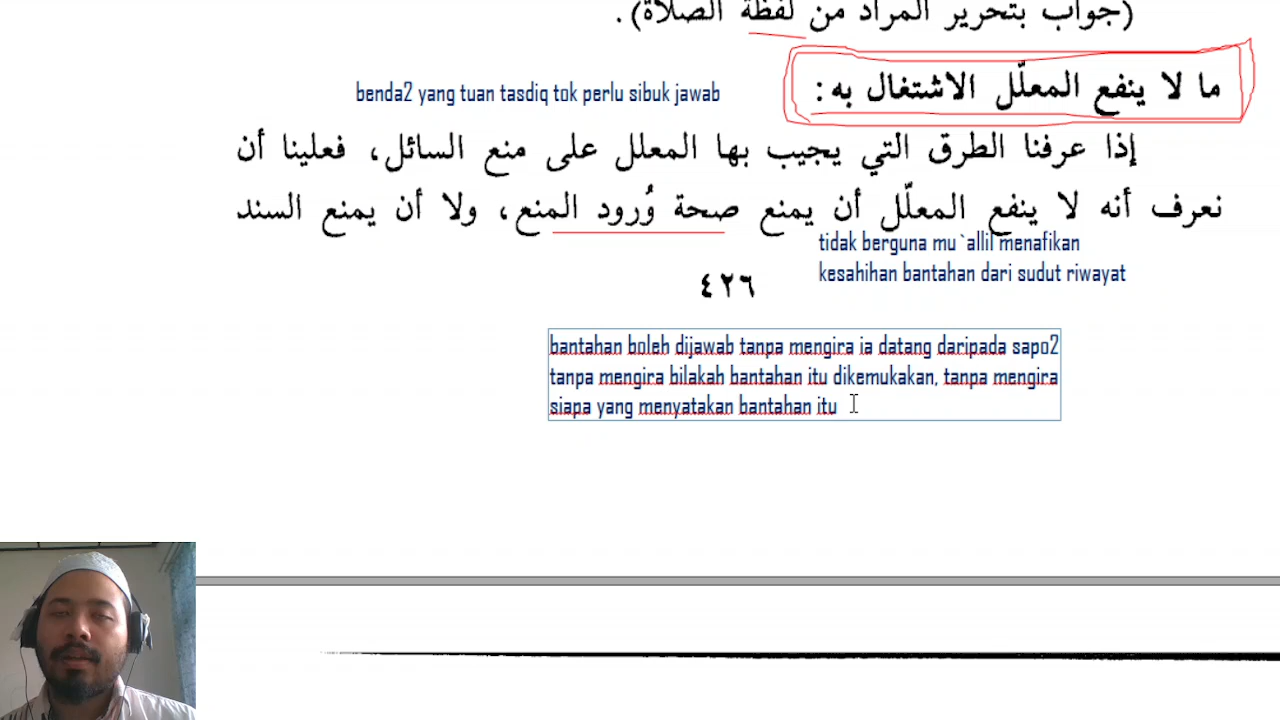 (جواب بتحرير المراد من لفظة الصلاة).
ما لا ينفع المعلّل الاشتغال به :
benda2 yang tuan tasdiq tok perlu sibuk jawab
إذا عرفنا الطرق التي يجيب بها المعلل على منع السائل، فعلينا أن
نعرف أنه لا ينفع المعلّل أن يمنع صحة وُرود المنع، ولا أن يمنع السند
tidak berguna mu `allil menafikan
kesahihan bantahan dari sudut riwayat
٤٢٦
bantahan boleh dijawab tanpa mengira ia datang daripada sapo2
tanpa mengira bilakah bantahan itu dikemukakan, tanpa mengira
siapa yang menyatakan bantahan itu